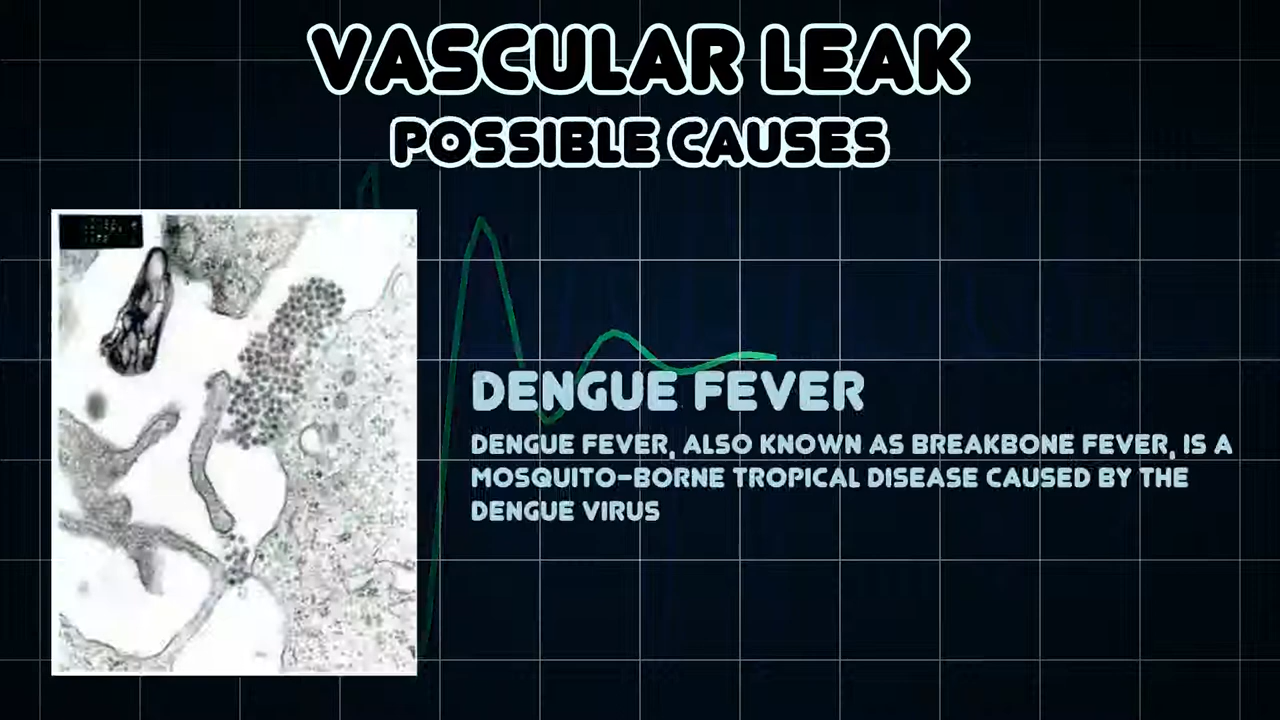 VASCULAR LEAK
POSSIBLE CAUSES
DENGUE FEVER
DENGUE FEVER, ALSO KNOWN AS BREAKBONE FEVER, IS A
MOSQUITO-BORNE TROPICAL DISEASE CAUSED BY THE
DENGUE VIRUS